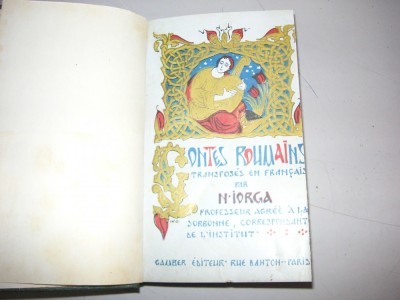 CONTES ROUMAINS
TRANSPOSÉS EN FRANÇAIS
PAR
N·IORGA
PROFESSEUR AGRÉÉ À LA
SORBONNE, CORRESPONDANT
DE L'INSTITUT·
GAMBER ÉDITEUR· RUE DANTON-PARIS